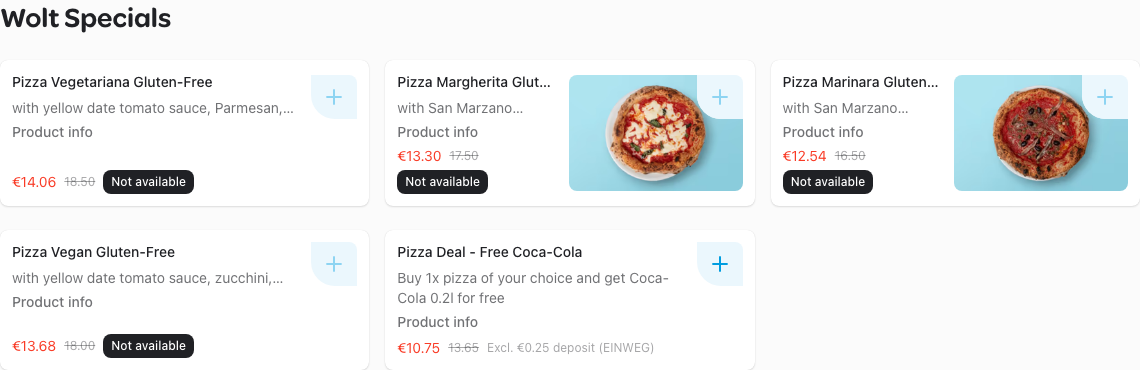 Wolt Specials
Pizza Vegetariana Gluten-Free
with yellow date tomato sauce, Parmesan,...
Product info
€14.06 18.50 Not available
Pizza Margherita Glut...
with San Marzano...
Product info
€13.30 17.50
Not available
Pizza Marinara Gluten...
with San Marzano...
Product info
€12.54 16.50
Not available
Pizza Vegan Gluten-Free
with yellow date tomato sauce, zucchini,...
Product info
€13.68 18.00 Not available
Pizza Deal - Free Coca-Cola
Buy 1x pizza of your choice and get Coca-
Cola 0.2l for free
Product info
€10.75 13.65 Excl. €0.25 deposit (EINWEG)